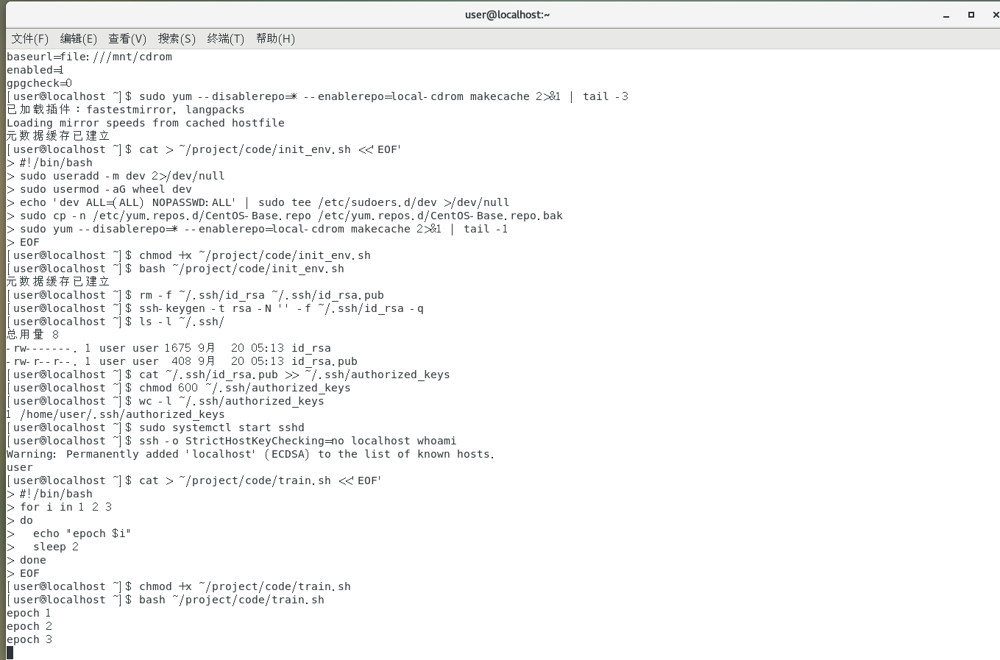 user@localhost:~
文件(F) 编辑(E) 查看(V) 搜索(S) 终端(T) 帮助(H)
baseurl=file:///mnt/cdrom
enabled=1
gpgcheck=0
[user@localhost ~]$ sudo yum --disablerepo=* --enablerepo=local-cdrom makecache 2>&1 | tail -3
已加载插件：fastestmirror, langpacks
Loading mirror speeds from cached hostfile
元数据缓存已建立
[user@localhost ~]$ cat > ~/project/code/init_env.sh <<'EOF'
> #!/bin/bash
> sudo useradd -m dev 2>/dev/null
> sudo usermod -aG wheel dev
> echo 'dev ALL=(ALL) NOPASSWD:ALL' | sudo tee /etc/sudoers.d/dev >/dev/null
> sudo cp -n /etc/yum.repos.d/CentOS-Base.repo /etc/yum.repos.d/CentOS-Base.repo.bak
> sudo yum --disablerepo=* --enablerepo=local-cdrom makecache 2>&1 | tail -1
> EOF
[user@localhost ~]$ chmod +x ~/project/code/init_env.sh
[user@localhost ~]$ bash ~/project/code/init_env.sh
元数据缓存已建立
[user@localhost ~]$ rm -f ~/.ssh/id_rsa ~/.ssh/id_rsa.pub
[user@localhost ~]$ ssh-keygen -t rsa -N '' -f ~/.ssh/id_rsa -q
[user@localhost ~]$ ls -l ~/.ssh/
总用量 8
-rw-------. 1 user user 1675 9月  20 05:13 id_rsa
-rw-r--r--. 1 user user  408 9月  20 05:13 id_rsa.pub
[user@localhost ~]$ cat ~/.ssh/id_rsa.pub >> ~/.ssh/authorized_keys
[user@localhost ~]$ chmod 600 ~/.ssh/authorized_keys
[user@localhost ~]$ wc -l ~/.ssh/authorized_keys
1 /home/user/.ssh/authorized_keys
[user@localhost ~]$ sudo systemctl start sshd
[user@localhost ~]$ ssh -o StrictHostKeyChecking=no localhost whoami
Warning: Permanently added 'localhost' (ECDSA) to the list of known hosts.
user
[user@localhost ~]$ cat > ~/project/code/train.sh <<'EOF'
> #!/bin/bash
> for i in 1 2 3
> do
>   echo "epoch $i"
>   sleep 2
> done
> EOF
[user@localhost ~]$ chmod +x ~/project/code/train.sh
[user@localhost ~]$ bash ~/project/code/train.sh
epoch 1
epoch 2
epoch 3